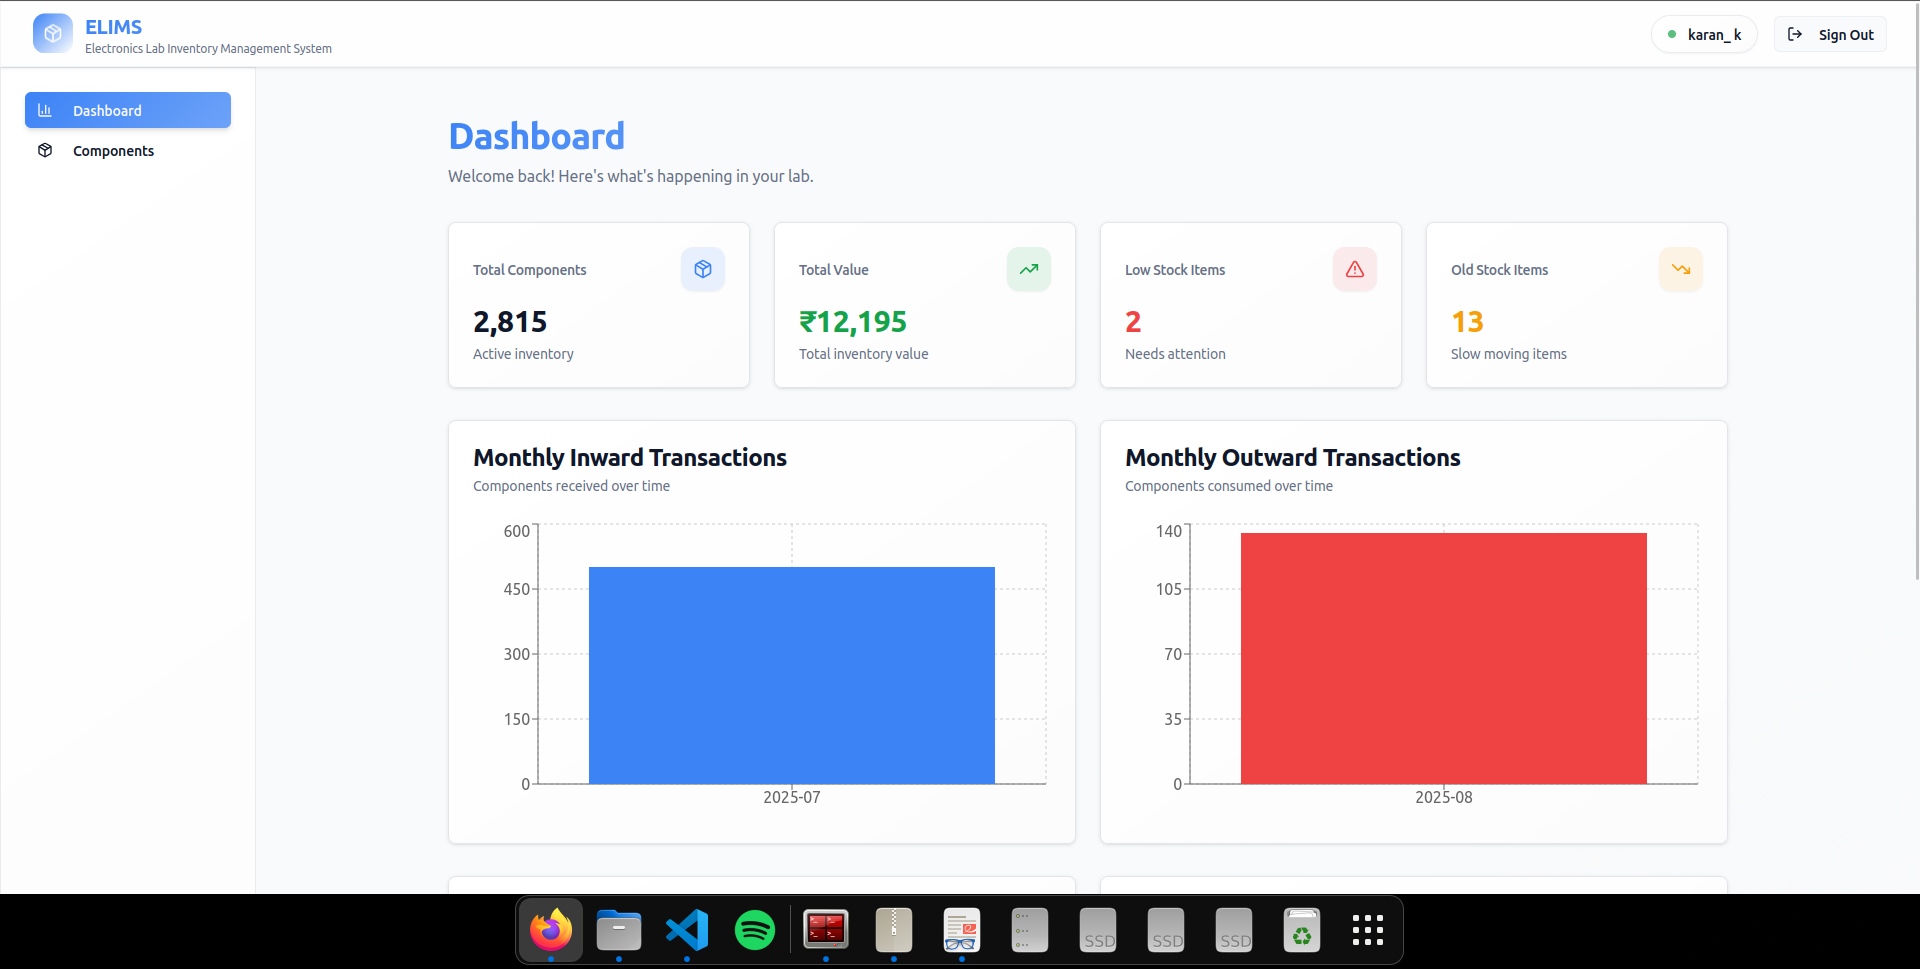 ELIMS
Electronics Lab Inventory Management System
karan_ k
Sign Out
Dashboard
Components
Dashboard
Welcome back! Here's what's happening in your lab.
Total Components
2,815
Active inventory
Total Value
₹12,195
Total inventory value
Low Stock Items
2
Needs attention
Old Stock Items
13
Slow moving items
Monthly Inward Transactions
Components received over time
600
450
300
150
0
2025-07
Monthly Outward Transactions
Components consumed over time
140
105
70
35
0
2025-08
SSD
SSD
SSD